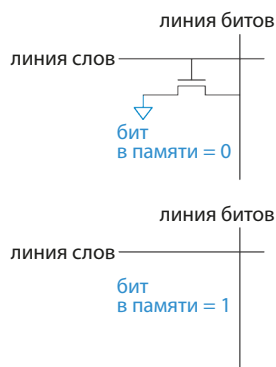 линия битов
линия слов
бит
в памяти = 0
линия битов
линия слов
бит
в памяти = 1